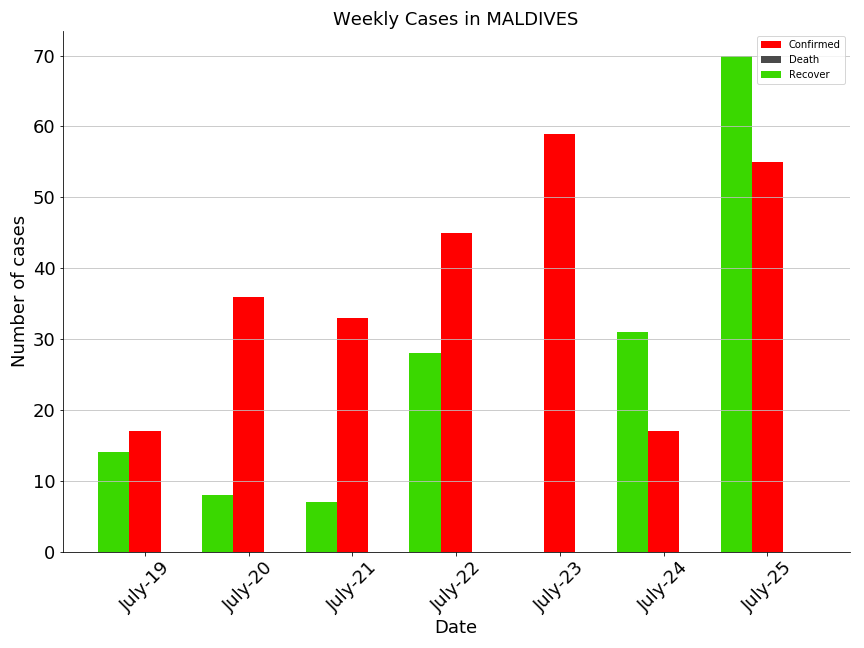 Weekly Cases in MALDIVES
Confirmed
Death
Recover
Number of cases
70
60
50
40
30
20
10
0
July-19
July-20
July-21
July-22
July-23
July-24
July-25
Date